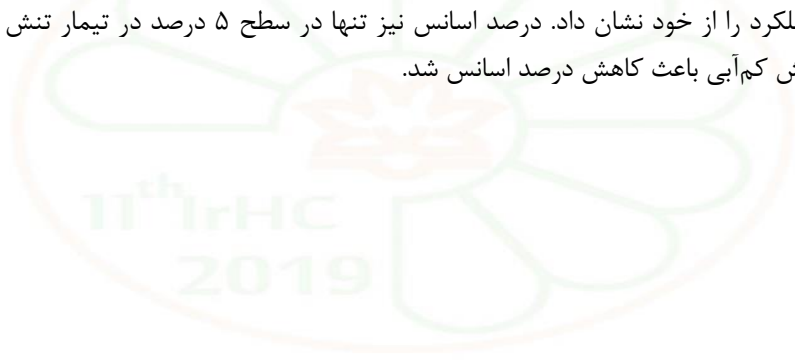 لکرد را از خود نشان داد. درصد اسانس نیز تنها در سطح ۵ درصد در تیمار تنش
ش کم‌آبی باعث کاهش درصد اسانس شد.
11th IrHC
2019